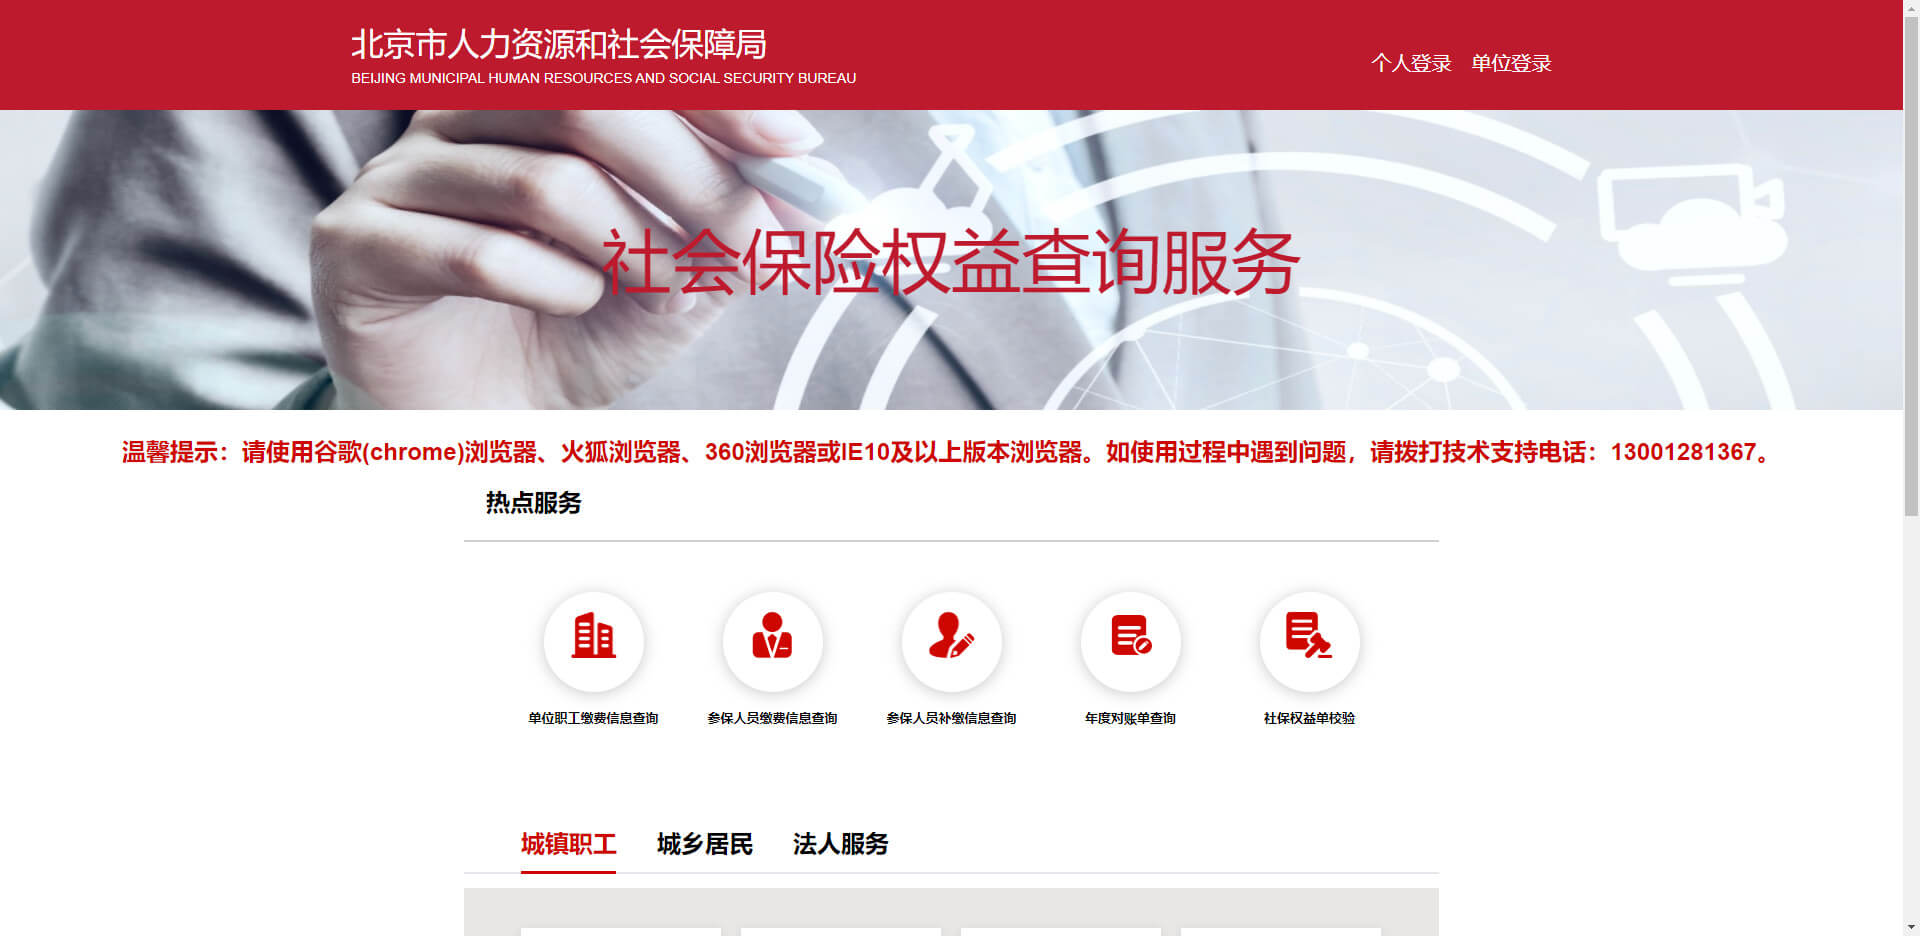 北京市人力资源和社会保障局
BEIJING MUNICIPAL HUMAN RESOURCES AND SOCIAL SECURITY BUREAU
个人登录 单位登录
社会保险权益查询服务
温馨提示：请使用谷歌(chrome)浏览器、火狐浏览器、360浏览器或IE10及以上版本浏览器。如使用过程中遇到问题，请拨打技术支持电话：13001281367。
热点服务
单位职工缴费信息查询 参保人员缴费信息查询 参保人员补缴信息查询 年度对账单查询 社保权益单校验
城镇职工 城乡居民 法人服务